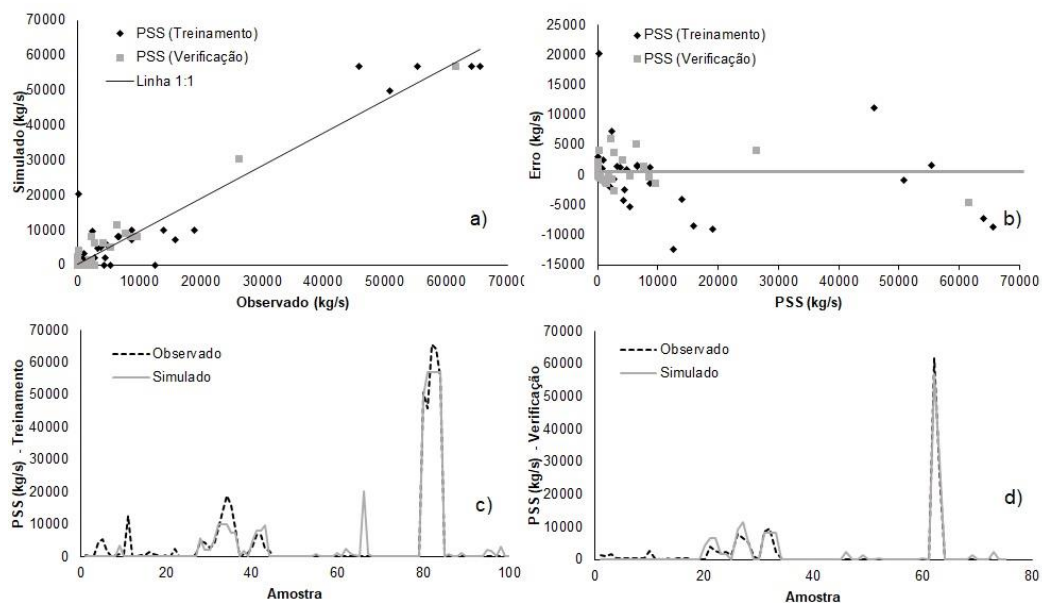 70000
60000
50000
40000
30000
20000
10000
0
Simulado (kg/s)
PSS (Treinamento)
PSS (Verificação)
Linha 1:1
a)
0 10000 20000 30000 40000 50000 60000 70000
Observado (kg/s)
25000
20000
15000
10000
5000
0
-5000
-10000
-15000
Erro (kg/s)
PSS (Treinamento)
PSS (Verificação)
b)
0 10000 20000 30000 40000 50000 60000 70000
PSS (kg/s)
70000
60000
50000
40000
30000
20000
10000
0
PSS (kg/s) - Treinamento
Observado
Simulado
c)
0 20 40 60 80 100
Amostra
70000
60000
50000
40000
30000
20000
10000
0
PSS (kg/s) - Verificação
Observado
Simulado
d)
0 20 40 60 80
Amostra